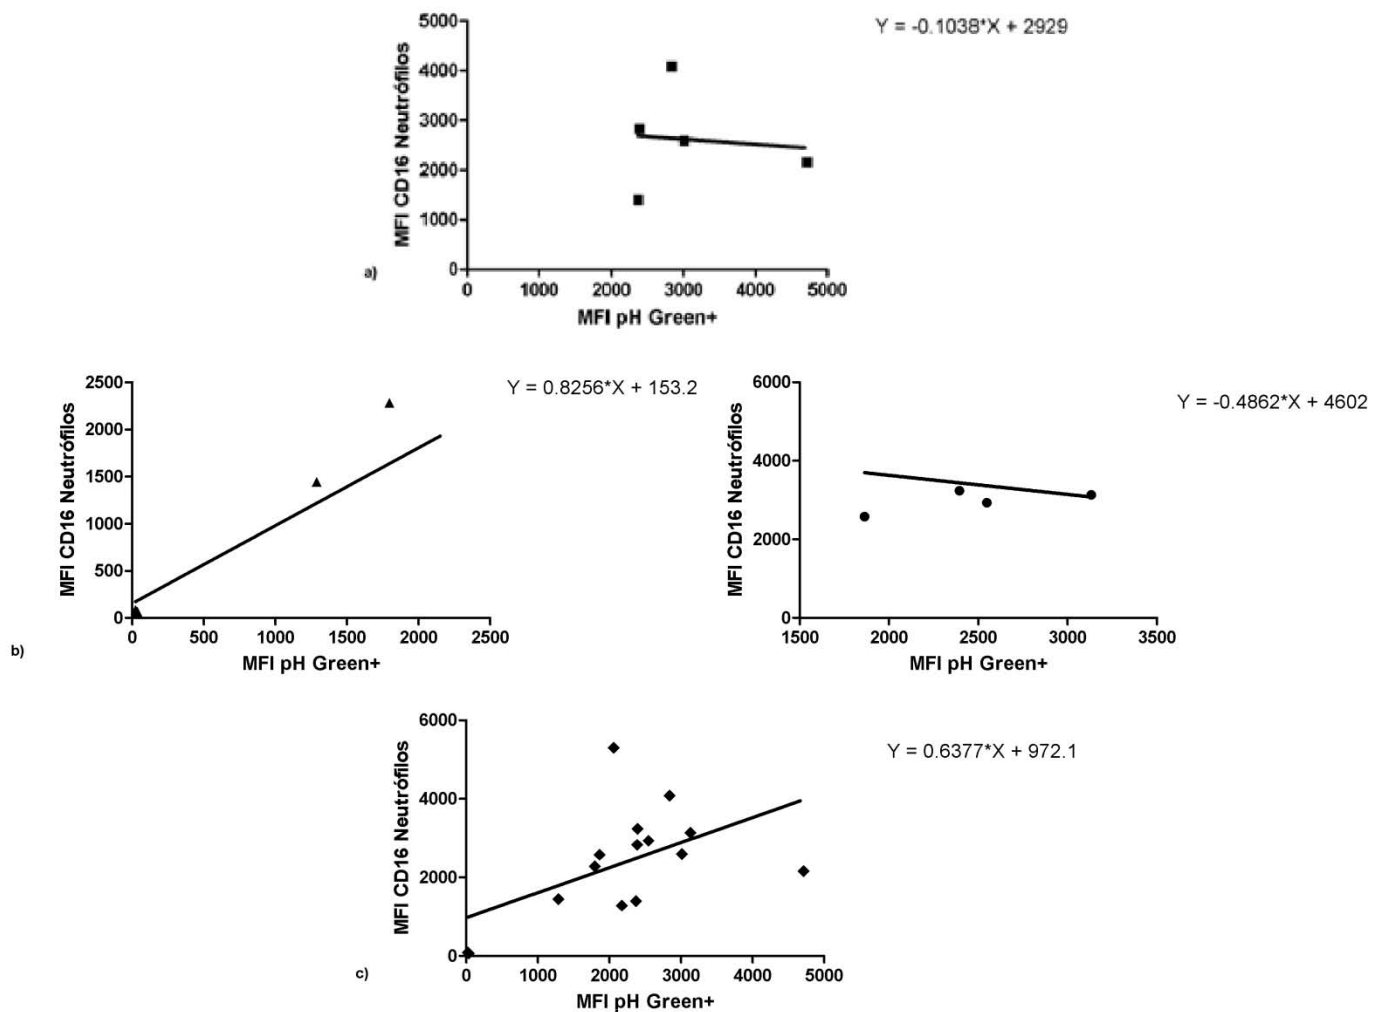 Y = -0.1038*X + 2929
5000
4000
3000
2000
1000
0
MFI CD16 Neutrófilos
0 1000 2000 3000 4000 5000
MFI pH Green+
a)
Y = 0.8256*X + 153.2
2500
2000
1500
1000
500
0
MFI CD16 Neutrófilos
0 500 1000 1500 2000 2500
MFI pH Green+
b)
Y = -0.4862*X + 4602
6000
4000
2000
0
MFI CD16 Neutrófilos
1500 2000 2500 3000 3500
MFI pH Green+
Y = 0.6377*X + 972.1
6000
4000
2000
0
MFI CD16 Neutrófilos
0 1000 2000 3000 4000 5000
MFI pH Green+
c)